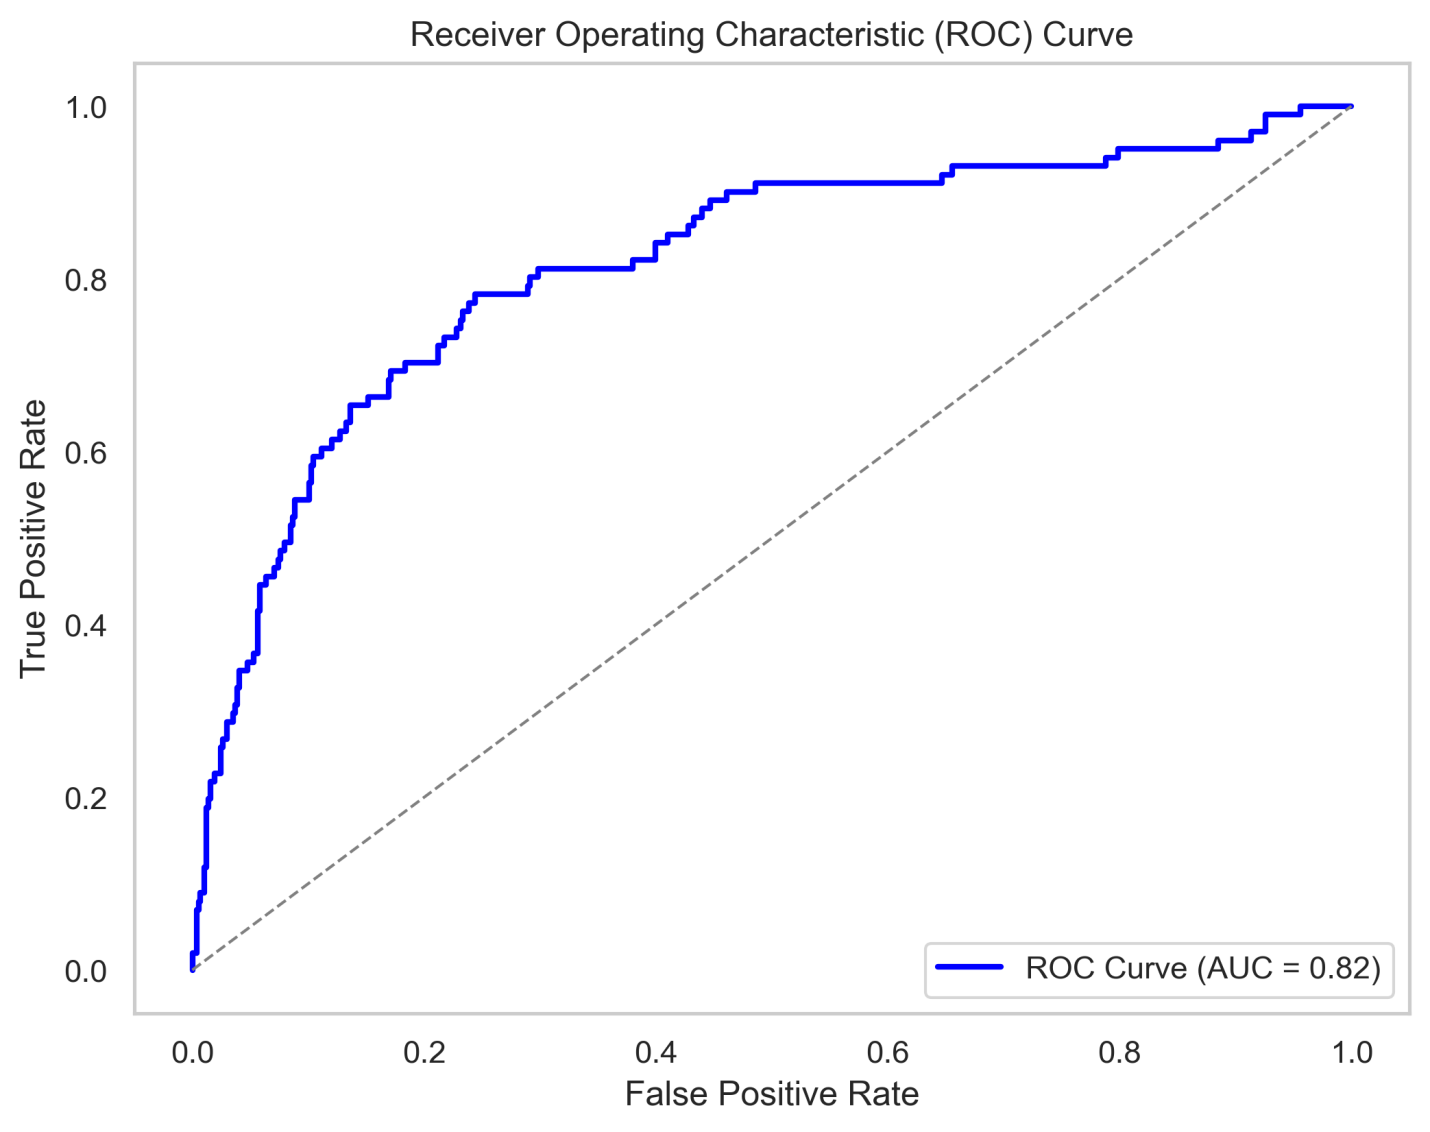 Receiver Operating Characteristic (ROC) Curve
1.0
0.8
0.6
0.4
0.2
0.0
True Positive Rate
ROC Curve (AUC = 0.82)
0.0 0.2 0.4 0.6 0.8 1.0
False Positive Rate